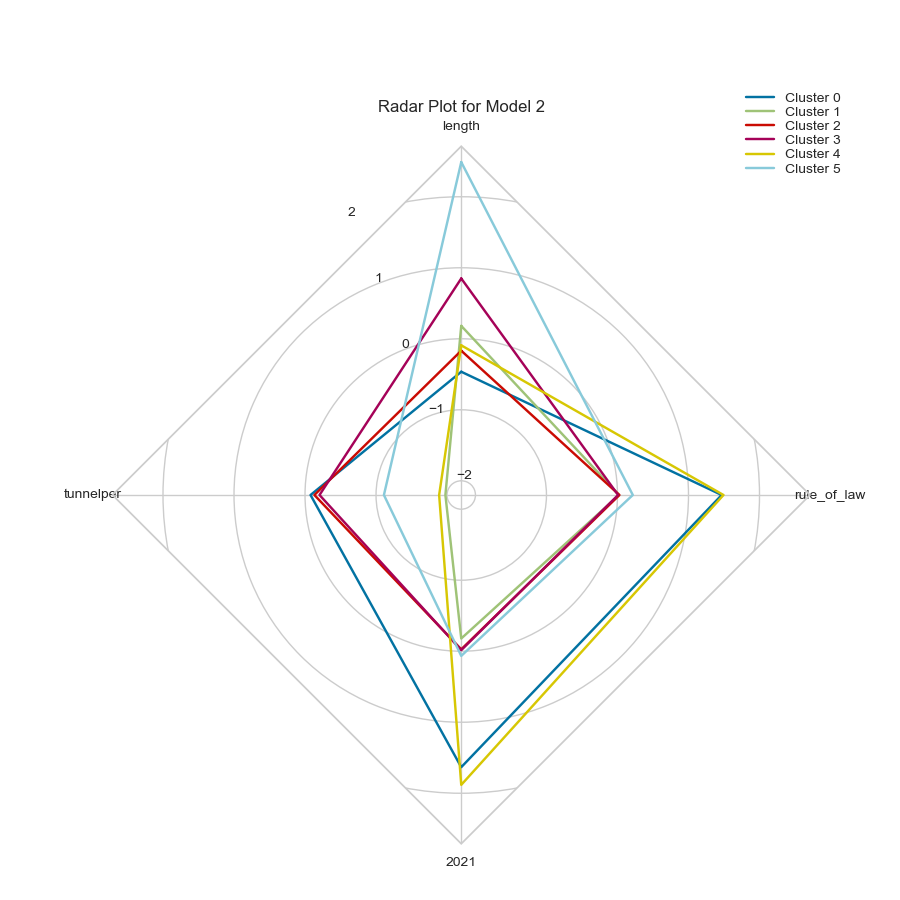 Radar Plot for Model 2
length
Cluster 0
Cluster 1
Cluster 2
Cluster 3
Cluster 4
Cluster 5
2
1
0
−1
−2
tunnelper
rule_of_law
2021